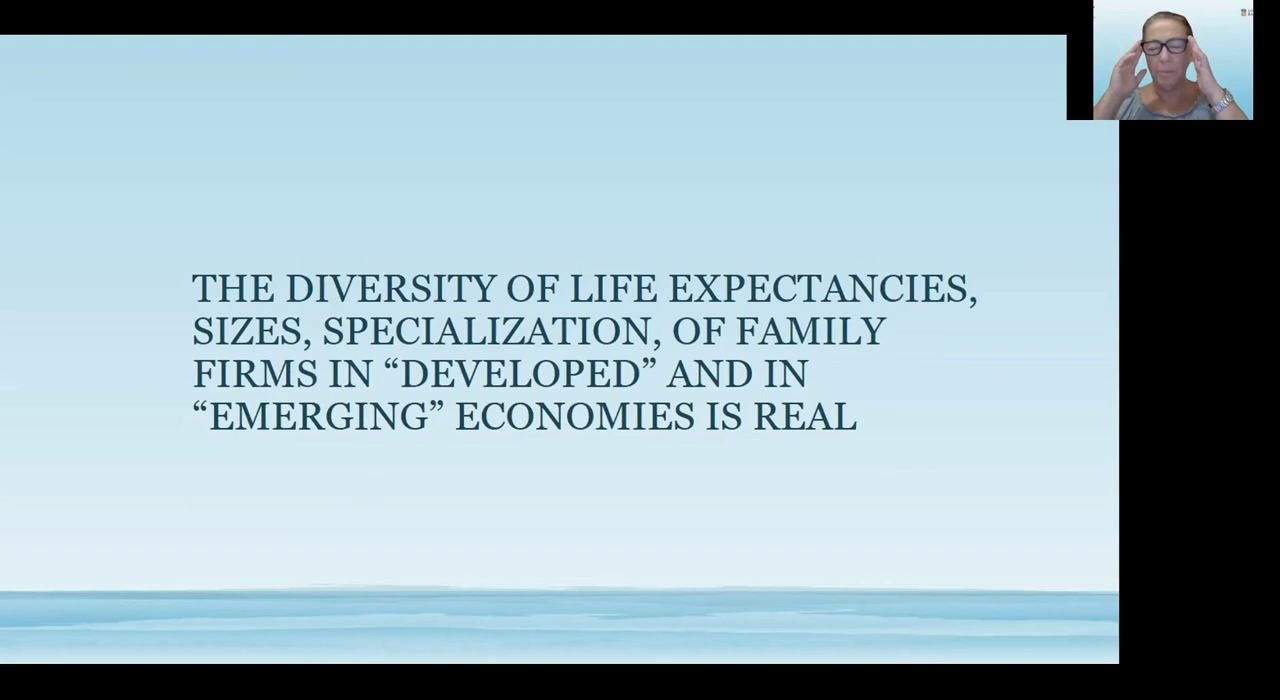 THE DIVERSITY OF LIFE EXPECTANCIES,
SIZES, SPECIALIZATION, OF FAMILY
FIRMS IN “DEVELOPED” AND IN
“EMERGING” ECONOMIES IS REAL